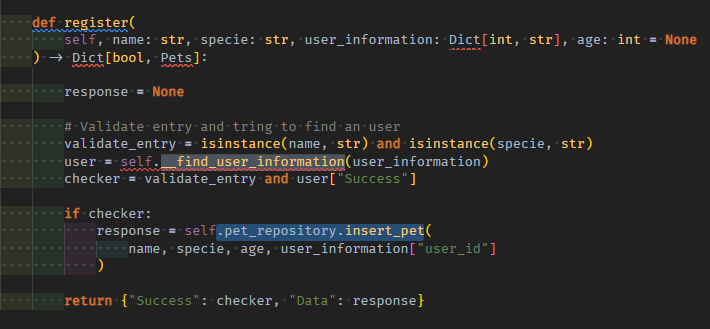 def register(
self, name: str, specie: str, user_information: Dict[int, str], age: int = None
) -> Dict[bool, Pets]:
response = None
# Validate entry and tring to find an user
validate_entry = isinstance(name, str) and isinstance(specie, str)
user = self.__find_user_information(user_information)
checker = validate_entry and user["Success"]
if checker:
response = self.pet_repository.insert_pet(
name, specie, age, user_information["user_id"]
)
return {"Success": checker, "Data": response}